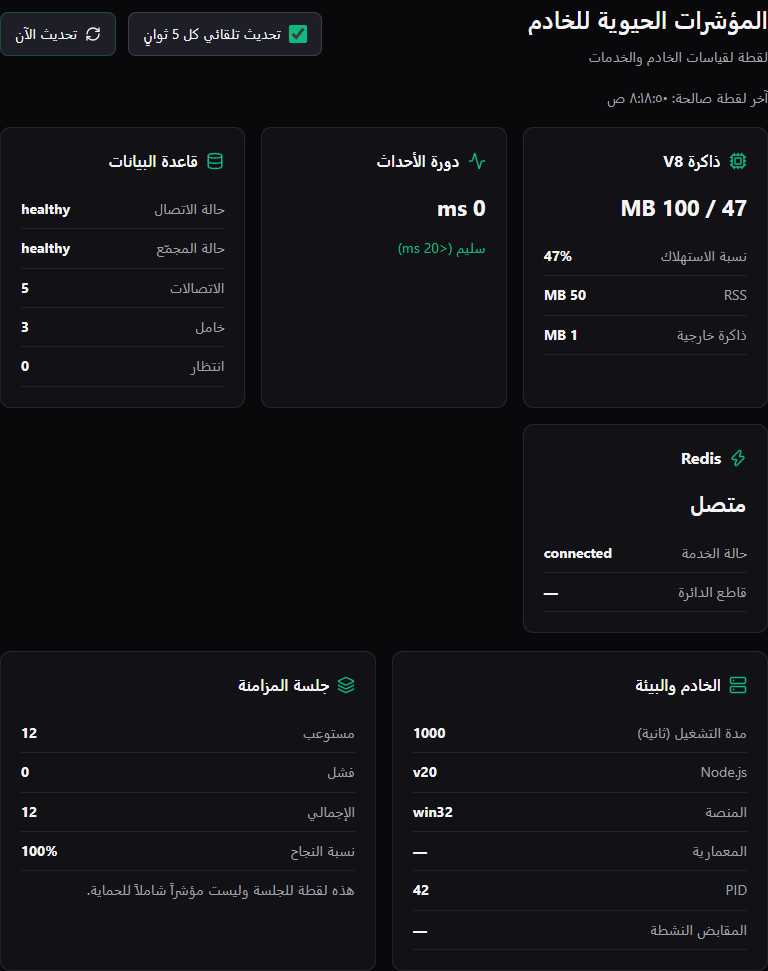 المؤشرات الحيوية للخادم
لقطة لقياسات الخادم والخدمات
آخر لقطة صالحة: ٨:١٨:٥٠ ص
تحديث تلقائي كل 5 ثوانٍ
تحديث الآن
ذاكرة V8
47 / 100 MB
نسبة الاستهلاك 47%
RSS 50 MB
ذاكرة خارجية 1 MB
دورة الأحداث
0 ms
سليم (<20 ms)
قاعدة البيانات
حالة الاتصال healthy
حالة المجمّع healthy
الاتصالات 5
خامل 3
انتظار 0
Redis
متصل
حالة الخدمة connected
قاطع الدائرة —
الخادم والبيئة
مدة التشغيل (ثانية) 1000
Node.js v20
المنصة win32
المعمارية —
PID 42
المقابض النشطة —
جلسة المزامنة
مستوعب 12
فشل 0
الإجمالي 12
نسبة النجاح 100%
هذه لقطة للجلسة وليست مؤشراً شاملاً للحماية.